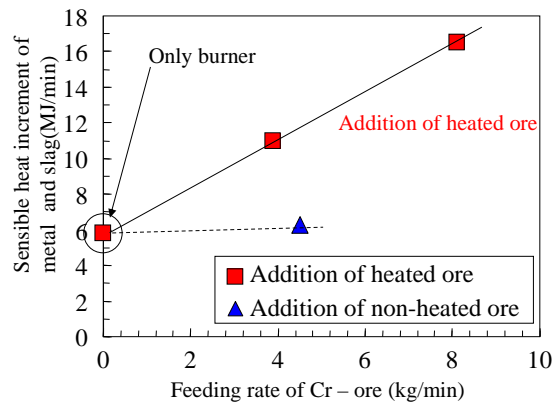 18
16
14
12
10
8
6
4
2
0
Sensible heat increment of
metal and slag(MJ/min)
Only burner
Addition of heated ore
Addition of heated ore
Addition of non-heated ore
0 2 4 6 8 10
Feeding rate of Cr – ore (kg/min)